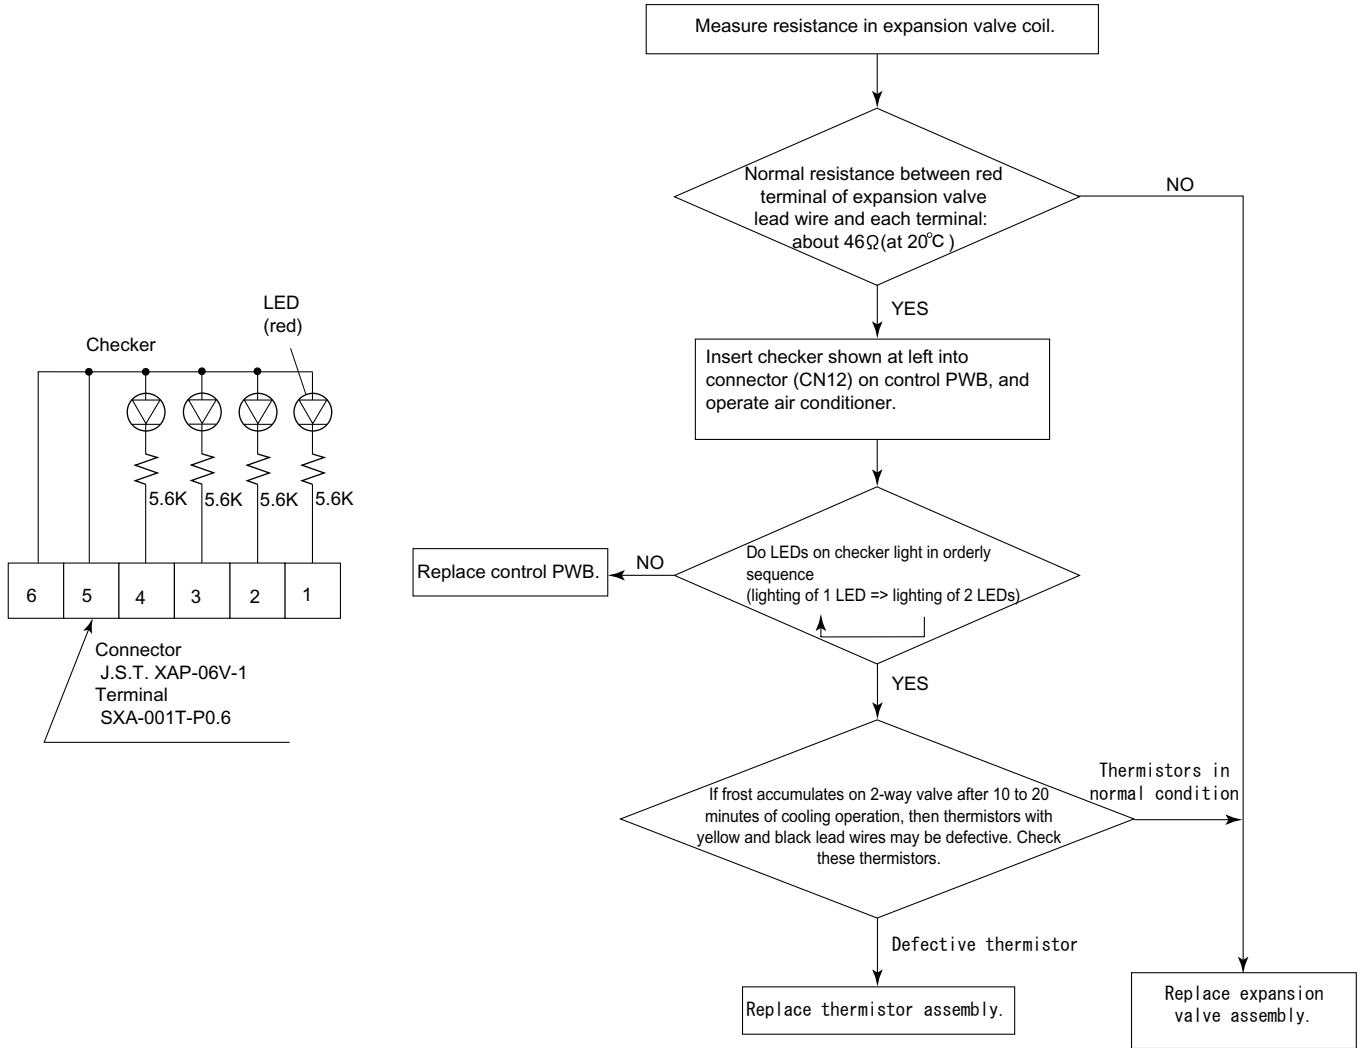 Measure resistance in expansion valve coil.
Normal resistance between red
terminal of expansion valve
lead wire and each terminal:
about 46Ω(at 20℃ )
NO
YES
LED
(red)
Checker
5.6K
5.6K
5.6K
5.6K
6
5
4
3
2
1
Connector
J.S.T. XAP-06V-1
Terminal
SXA-001T-P0.6
Insert checker shown at left into
connector (CN12) on control PWB, and
operate air conditioner.
Do LEDs on checker light in orderly
sequence
(lighting of 1 LED => lighting of 2 LEDs)
NO
Replace control PWB.
YES
If frost accumulates on 2-way valve after 10 to 20
minutes of cooling operation, then thermistors with
yellow and black lead wires may be defective. Check
these thermistors.
Thermistors in
normal condition
Defective thermistor
Replace thermistor assembly.
Replace expansion
valve assembly.